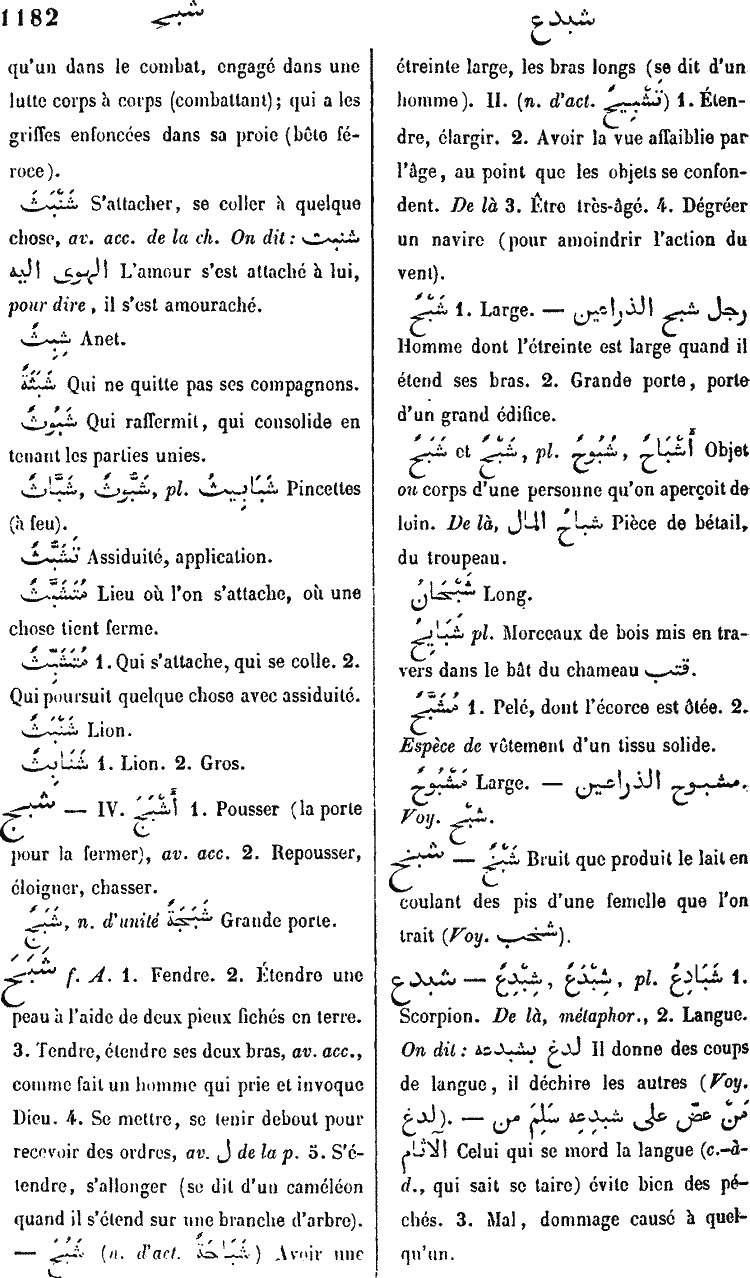 1182 شبح شبدع
qu'un dans le combat, engagé dans une
lutte corps à corps (combattant); qui a les
griffes enfoncées dans sa proie (bête fé-
roce).
شَنْبَثَ S'attacher, se coller à quelque
chose, av. acc. de la ch. On dit: شنبث
الهوى اليه L'amour s'est attaché à lui,
pour dire, il s'est amouraché.
شِبِثّ Anet.
شُبَثَةٌ Qui ne quitte pas ses compagnons.
شَبُوثٌ Qui raffermit, qui consolide en
tenant les parties unies.
شَبَّاثٌ, شَبُّوثٌ, pl. شَبَابِيثُ Pincettes
(à feu).
تَشَبُّثٌ Assiduité, application.
مُتَشَبَّثٌ Lieu où l'on s'attache, où une
chose tient ferme.
مُتَشَبِّثٌ 1. Qui s'attache, qui se colle. 2.
Qui poursuit quelque chose avec assiduité.
شَنْبَثٌ Lion.
شُنَابِثٌ 1. Lion. 2. Gros.
شبج — IV. أَشْبَجَ 1. Pousser (la porte
pour la fermer), av. acc. 2. Repousser,
éloigner, chasser.
شَبَجٌ, n. d'unité شَبَجَةٌ Grande porte.
شَبَحَ f. A. 1. Fendre. 2. Étendre une
peau à l'aide de deux pieux fichés en terre.
3. Tendre, étendre ses deux bras, av. acc.,
comme fait un homme qui prie et invoque
Dieu. 4. Se mettre, se tenir debout pour
recevoir des ordres, av. ل de la p. 5. S'é-
tendre, s'allonger (se dit d'un caméléon
quand il s'étend sur une branche d'arbre).
— شَبُحَ (n. d'act. شَبَاحَةٌ) Avoir une
étreinte large, les bras longs (se dit d'un
homme). II. (n. d'act. تَشْبِيحٌ) 1. Éten-
dre, élargir. 2. Avoir la vue affaiblie par
l'âge, au point que les objets se confon-
dent. De là 3. Être très-âgé. 4. Dégréer
un navire (pour amoindrir l'action du
vent).
شَبْحٌ 1. Large. — رجل شبح الذراعين
Homme dont l'étreinte est large quand il
étend ses bras. 2. Grande porte, porte
d'un grand édifice.
شَبَحٌ et شَبْحٌ, pl. شُبُوحٌ, أَشْبَاحٌ Objet
ou corps d'une personne qu'on aperçoit de
loin. De là, شباح المال Pièce de bétail,
du troupeau.
شَبْحَانُ Long.
شَبَائِحُ pl. Morceaux de bois mis en tra-
vers dans le bât du chameau قتب.
مُشَبَّحٌ 1. Pelé, dont l'écorce est ôtée. 2.
Espèce de vêtement d'un tissu solide.
مَشْبُوحٌ Large. — مشبوح الذراعين.
Voy. شَبْحٌ.
شبخ — شَبْخٌ Bruit que produit le lait en
coulant des pis d'une femelle que l'on
trait (Voy. شخب).
شبدع — شِبْدَعٌ, شِبْدِعٌ, pl. شَبَادِعُ 1.
Scorpion. De là, métaphor., 2. Langue.
On dit: لدغ بشبدعه Il donne des coups
de langue, il déchire les autres (Voy.
لدغ). — مَنْ عَضَّ على شبدعه سَلِمَ من
الآثام Celui qui se mord la langue (c.-à-
d., qui sait se taire) évite bien des pé-
chés. 3. Mal, dommage causé à quel-
qu'un.